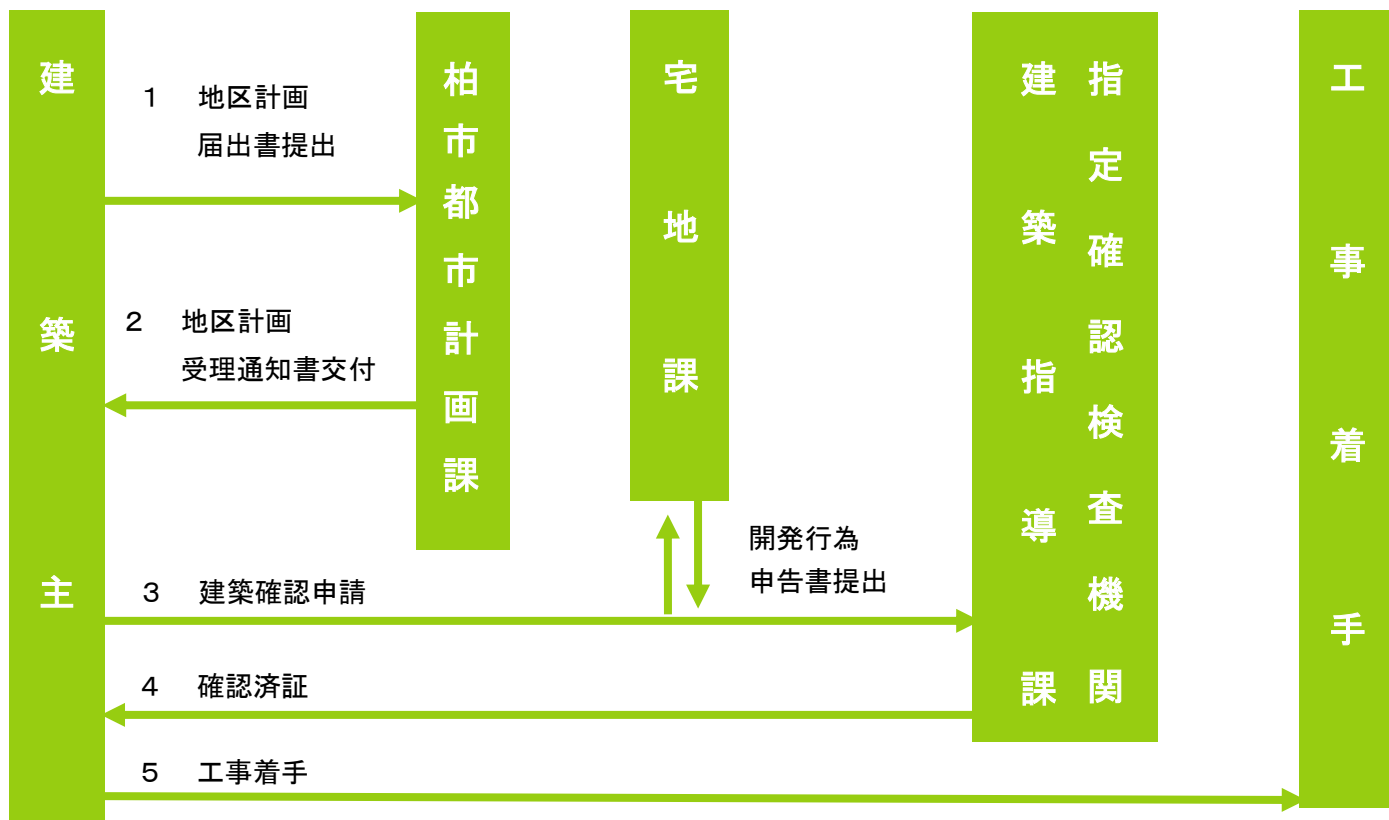 建築主
1 地区計画
届出書提出
2 地区計画
受理通知書交付
柏市都市計画課
宅地課
開発行為
申告書提出
3 建築確認申請
4 確認済証
5 工事着手
指定確認検査機関
建築指導課
工事着手